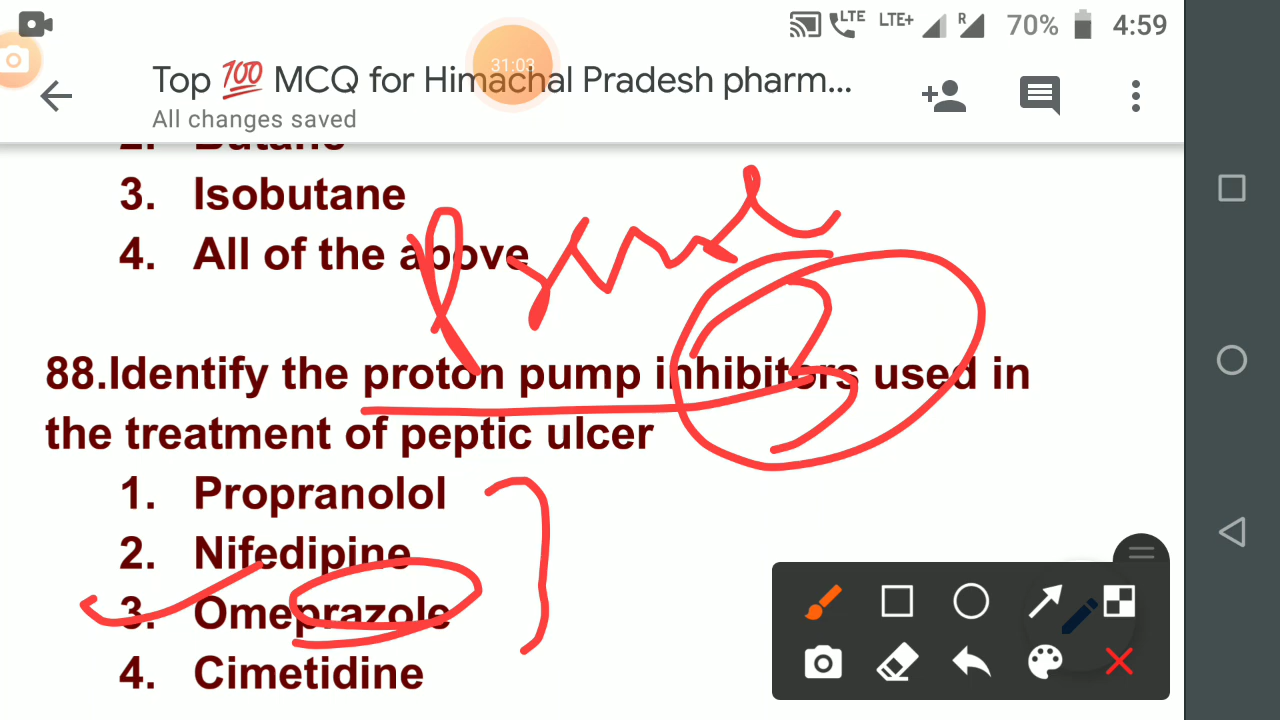 LTE LTE+ R 70% 4:59
31:03
Top 💯 MCQ for Himachal Pradesh pharm...
All changes saved
2. Butane
3. Isobutane
4. All of the above
88.Identify the proton pump inhibitors used in
the treatment of peptic ulcer
1. Propranolol
2. Nifedipine
3. Omeprazole
4. Cimetidine